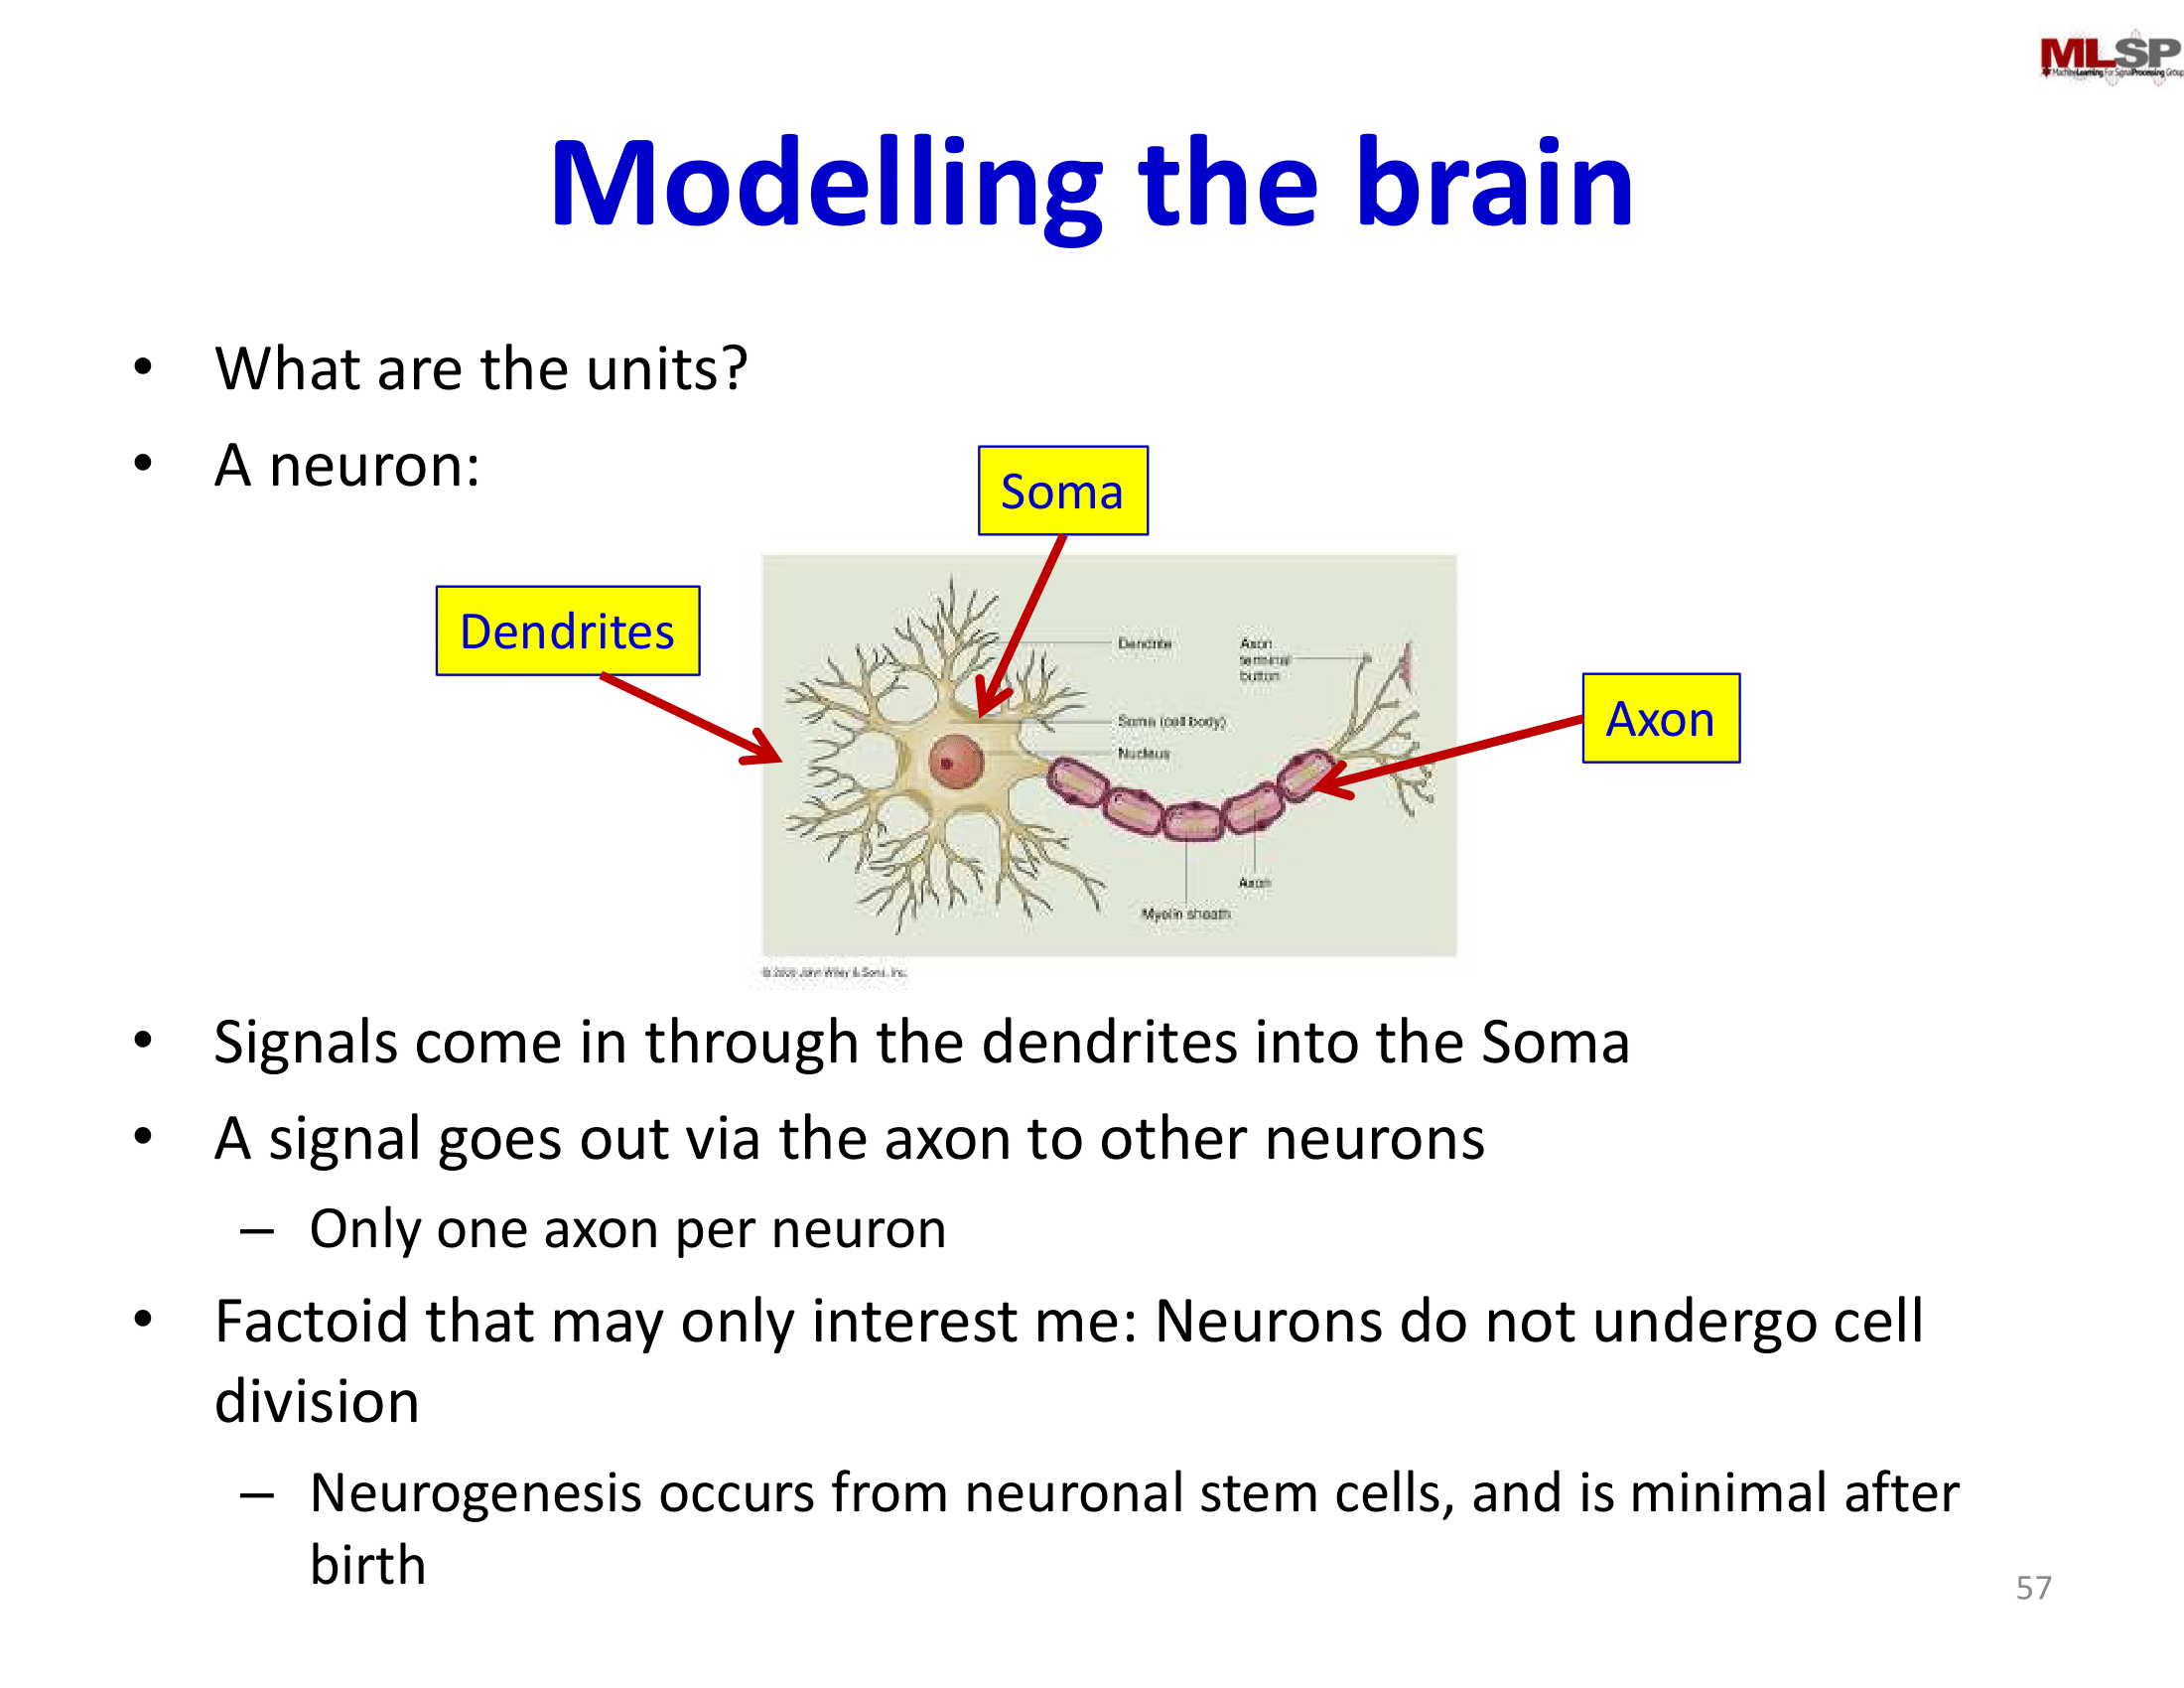 MLSP
Machine Learning For Signal Processing Group
Modelling the brain
• What are the units?
• A neuron:
Soma
Dendrites
Axon
Dendrite
Axon
terminal
button
Soma (cell body)
Nucleus
Axon
Myelin sheath
John Wiley & Sons, Inc.
• Signals come in through the dendrites into the Soma
• A signal goes out via the axon to other neurons
– Only one axon per neuron
• Factoid that may only interest me: Neurons do not undergo cell
division
– Neurogenesis occurs from neuronal stem cells, and is minimal after
birth
57